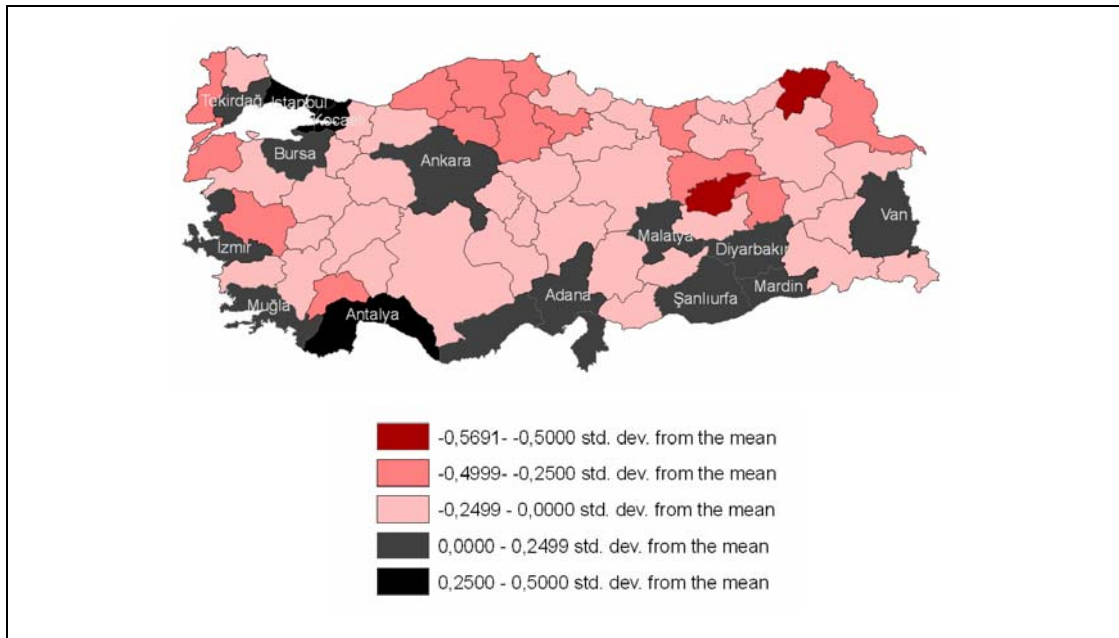 Tekirdağ
İstanbul
Kocaeli
Bursa
Ankara
Van
İzmir
Malatya
Diyarbakır
Mardin
Şanlıurfa
Adana
Muğla
Antalya
-0,5691- -0,5000 std. dev. from the mean
-0,4999- -0,2500 std. dev. from the mean
-0,2499 - 0,0000 std. dev. from the mean
0,0000 - 0,2499 std. dev. from the mean
0,2500 - 0,5000 std. dev. from the mean